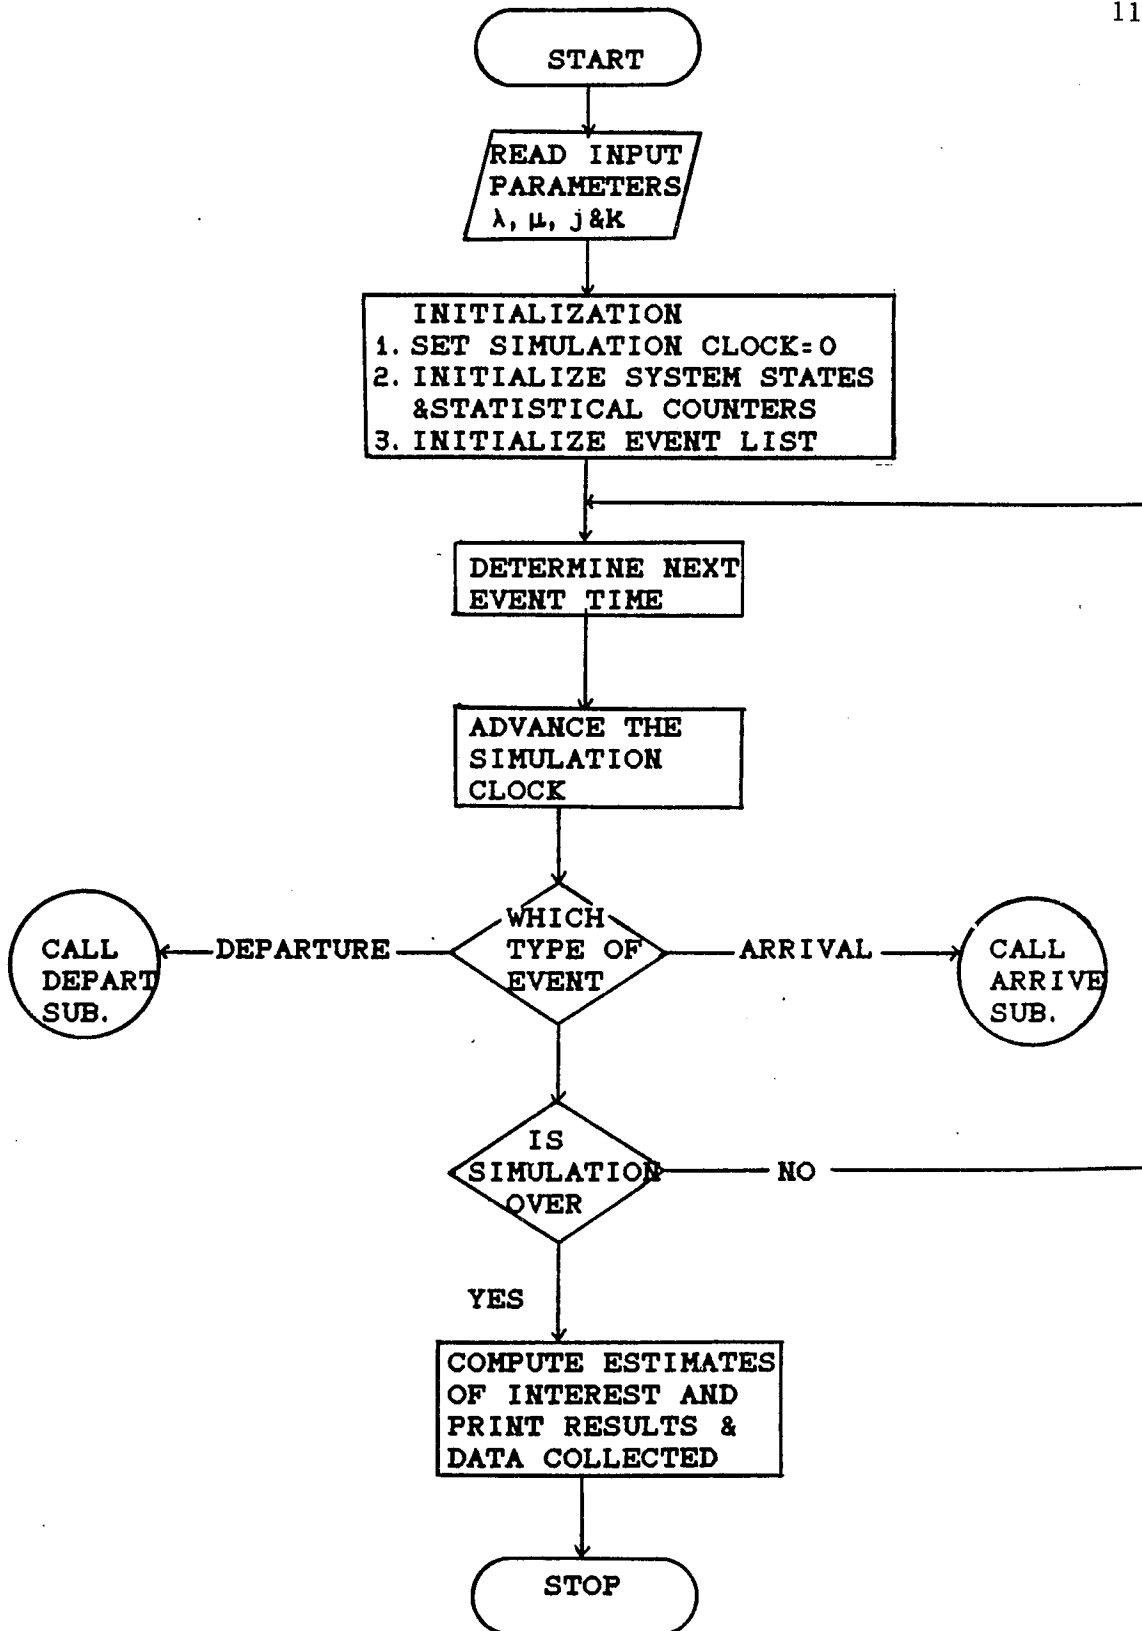 11
START
READ INPUT
PARAMETERS
λ, μ, j&K
INITIALIZATION
1. SET SIMULATION CLOCK=0
2. INITIALIZE SYSTEM STATES
&STATISTICAL COUNTERS
3. INITIALIZE EVENT LIST
DETERMINE NEXT
EVENT TIME
ADVANCE THE
SIMULATION
CLOCK
WHICH
TYPE OF
EVENT
DEPARTURE
CALL
DEPART
SUB.
ARRIVAL
CALL
ARRIVE
SUB.
IS
SIMULATION
OVER
NO
YES
COMPUTE ESTIMATES
OF INTEREST AND
PRINT RESULTS &
DATA COLLECTED
STOP